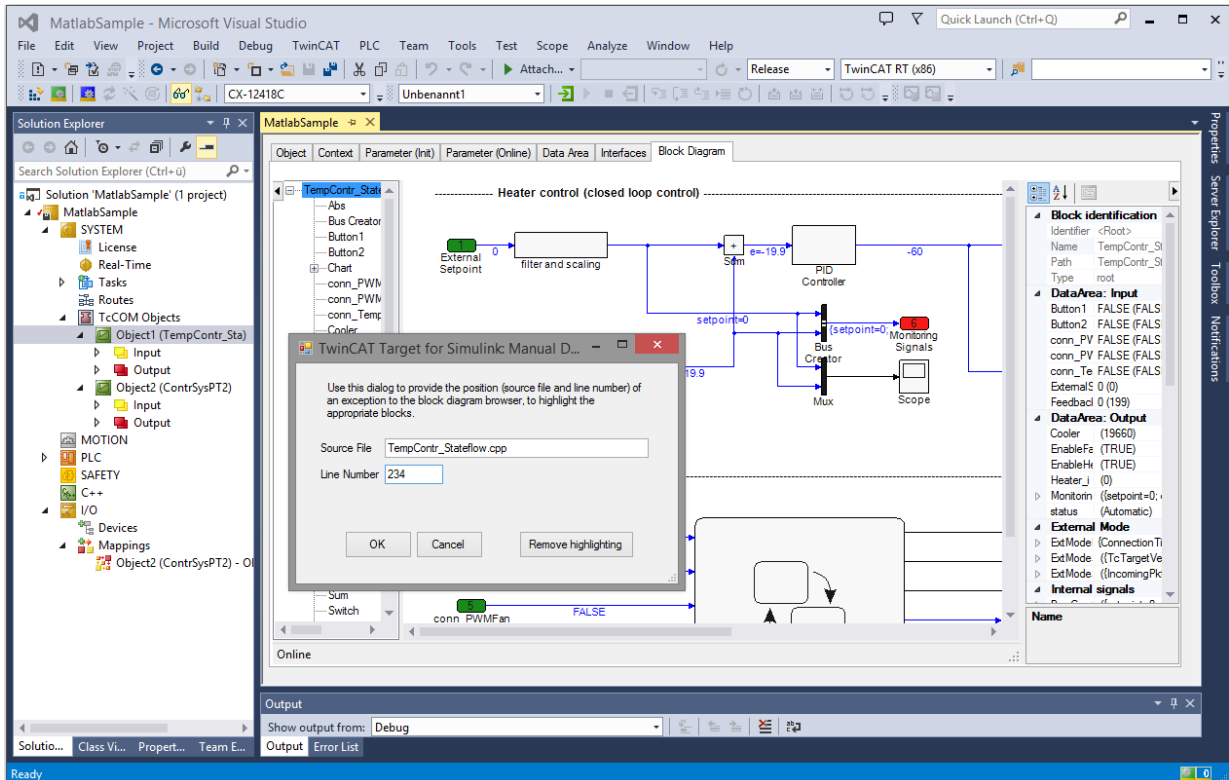 MatlabSample - Microsoft Visual Studio
Quick Launch (Ctrl+Q)
File Edit View Project Build Debug TwinCAT PLC Team Tools Test Scope Analyze Window Help
Attach... Release TwinCAT RT (x86)
CX-12418C Unbenannt1
Solution Explorer
Search Solution Explorer (Ctrl+ü)
Solution 'MatlabSample' (1 project)
MatlabSample
SYSTEM
License
Real-Time
Tasks
Routes
TcCOM Objects
Object1 (TempContr_Sta)
Input
Output
Object2 (ContrSysPT2)
Input
Output
MOTION
PLC
SAFETY
C++
I/O
Devices
Mappings
Object2 (ContrSysPT2) - Ol
Solutio... Class Vi... Propert... Team E...
MatlabSample
Object Context Parameter (Init) Parameter (Online) Data Area Interfaces Block Diagram
TempContr_State
Abs
Bus Creator
Button1
Button2
Chart
conn_PWM
conn_PWM
conn_Temp
Cooler
Sum
Switch
Heater control (closed loop control)
1
External
Setpoint
0
filter and scaling
+
Sum
e=-19.9
PID
Controller
-60
setpoint=0
{setpoint=0;
6
Monitoring
Signals
Bus
Creator
19.9
Mux
Scope
5
conn_PWMFan
FALSE
Online
TwinCAT Target for Simulink: Manual D...
Use this dialog to provide the position (source file and line number) of
an exception to the block diagram browser, to highlight the
appropriate blocks.
Source File TempContr_Stateflow.cpp
Line Number 234
OK Cancel Remove highlighting
Block identification
Identifier <Root>
Name TempContr_St
Path TempContr_St
Type root
DataArea: Input
Button1 FALSE (FALS
Button2 FALSE (FALS
conn_PV FALSE (FALS
conn_PV FALSE (FALS
conn_Te FALSE (FALS
ExternalS 0 (0)
Feedbacl 0 (199)
DataArea: Output
Cooler (19660)
EnableFa (TRUE)
EnableHe (TRUE)
Heater_i (0)
Monitorin ({setpoint=0;
status (Automatic)
External Mode
ExtMode {ConnectionTi
ExtMode. ({TcTargetVe
ExtMode. ({IncomingPk
Internal signals
Name
Properties
Server Explorer
Toolbox
Notifications
Output
Show output from: Debug
Output Error List
Ready
0